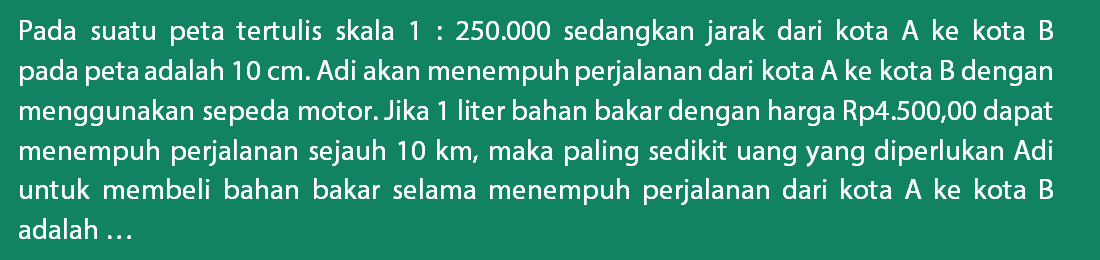 Pada suatu peta tertulis skala 1 : 250.000 sedangkan jarak dari kota A ke kota B
pada peta adalah 10 cm. Adi akan menempuh perjalanan dari kota A ke kota B dengan
menggunakan sepeda motor. Jika 1 liter bahan bakar dengan harga Rp4.500,00 dapat
menempuh perjalanan sejauh 10 km, maka paling sedikit uang yang diperlukan Adi
untuk membeli bahan bakar selama menempuh perjalanan dari kota A ke kota B
adalah ...